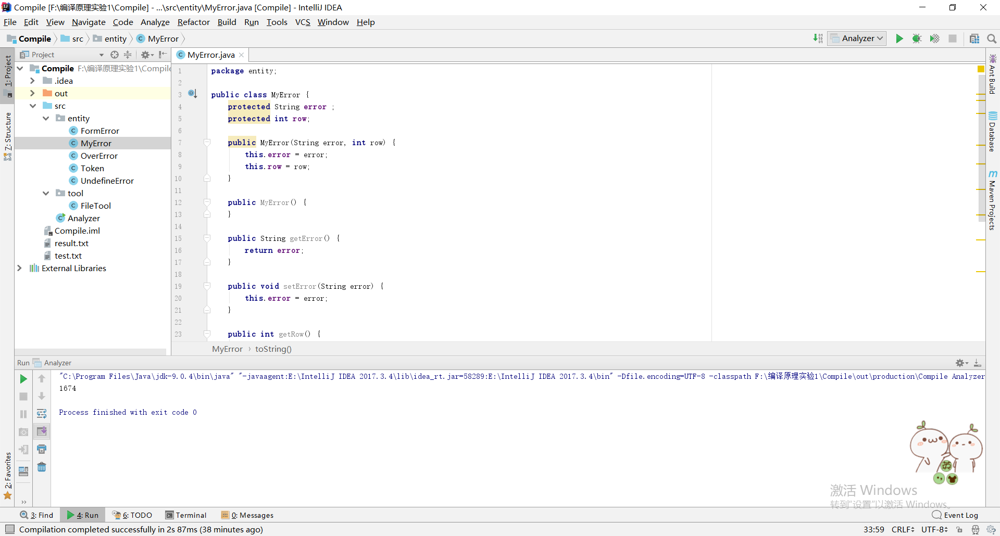 Compile [F:\编译原理实验1\Compile] - ...\src\entity\MyError.java [Compile] - IntelliJ IDEA
File Edit View Navigate Code Analyze Refactor Build Run Tools VCS Window Help
Compile src entity MyError Analyzer
Project MyError.java
1: Project
7: Structure
2: Favorites
Compile F:\编译原理实验1\Compile
.idea
out
src
entity
FormError
MyError
OverError
Token
UndefineError
tool
FileTool
Analyzer
Compile.iml
result.txt
test.txt
External Libraries
1 package entity;
2
3 public class MyError {
4 protected String error ;
5 protected int row;
6
7 public MyError(String error, int row) {
8 this.error = error;
9 this.row = row;
10 }
11
12 public MyError() {
13 }
14
15 public String getError() {
16 return error;
17 }
18
19 public void setError(String error) {
20 this.error = error;
21 }
22
23 public int getRow() {
MyError › toString()
Ant Build
Database
Maven Projects
Run Analyzer
"C:\Program Files\Java\jdk-9.0.4\bin\java" "-javaagent:E:\IntelliJ IDEA 2017.3.4\lib\idea_rt.jar=58289:E:\IntelliJ IDEA 2017.3.4\bin" -Dfile.encoding=UTF-8 -classpath F:\编译原理实验1\Compile\out\production\Compile Analyzer
1674
Process finished with exit code 0
英
激活 Windows
转到"设置"以激活 Windows。
3: Find 4: Run 6: TODO Terminal 0: Messages Event Log
Compilation completed successfully in 2s 87ms (38 minutes ago) 33:59 CRLF UTF-8